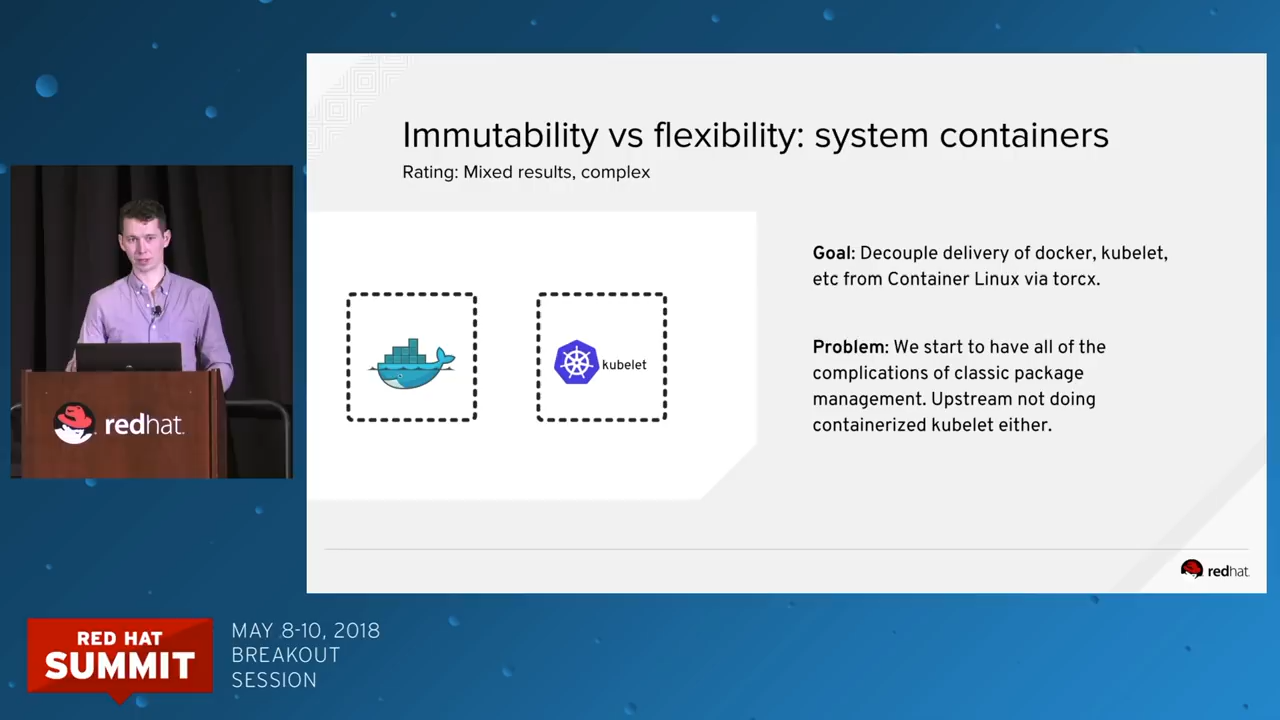 Immutability vs flexibility: system containers
Rating: Mixed results, complex
kubelet
Goal: Decouple delivery of docker, kubelet,
etc from Container Linux via torcx.
Problem: We start to have all of the
complications of classic package
management. Upstream not doing
containerized kubelet either.
redhat.
redhat.
RED HAT
SUMMIT
MAY 8-10, 2018
BREAKOUT
SESSION